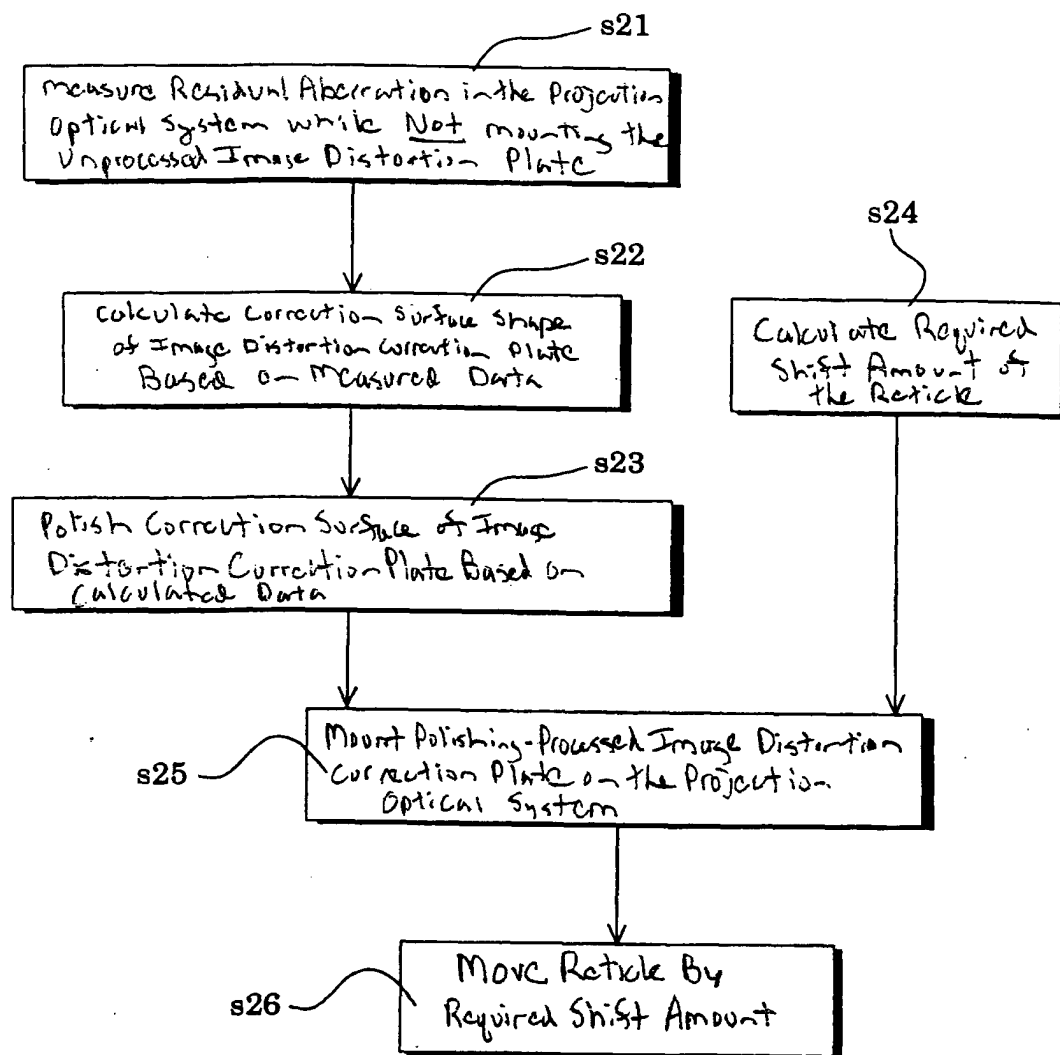 s21
Measure Residual Aberration in the Projection
Optical System while Not mounting the
Unprocessed Image Distortion Plate
s24
s22
Calculate Correction Surface Shape
of Image Distortion Correction Plate
Based on Measured Data
Calculate Required
Shift Amount of
the Reticle
s23
Polish Correction Surface of Image
Distortion Correction Plate Based on
Calculated Data
Mount Polishing-Processed Image Distortion
Correction Plate on the Projection
Optical System
s25
Move Reticle By
Required Shift Amount
s26